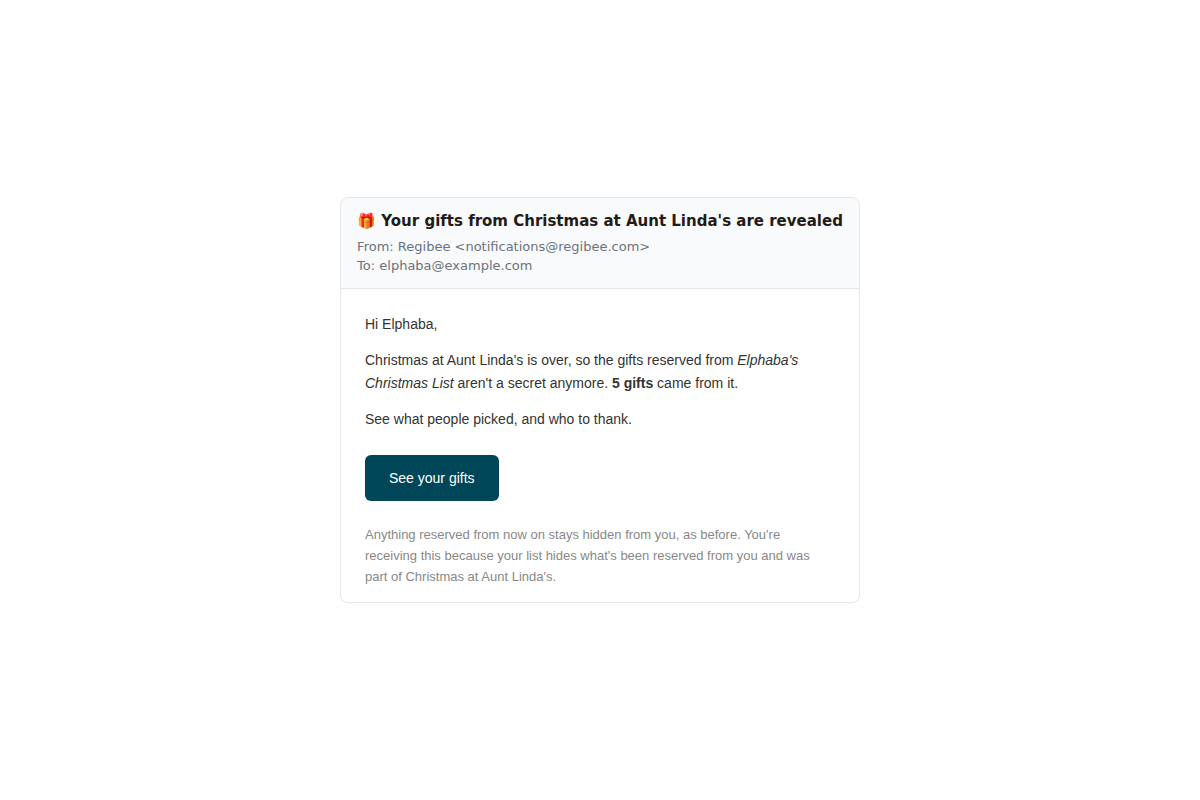 🎁 Your gifts from Christmas at Aunt Linda's are revealed
From: Regibee <notifications@regibee.com>
To: elphaba@example.com
Hi Elphaba,
Christmas at Aunt Linda's is over, so the gifts reserved from Elphaba's
Christmas List aren't a secret anymore. 5 gifts came from it.
See what people picked, and who to thank.
See your gifts
Anything reserved from now on stays hidden from you, as before. You're
receiving this because your list hides what's been reserved from you and was
part of Christmas at Aunt Linda's.